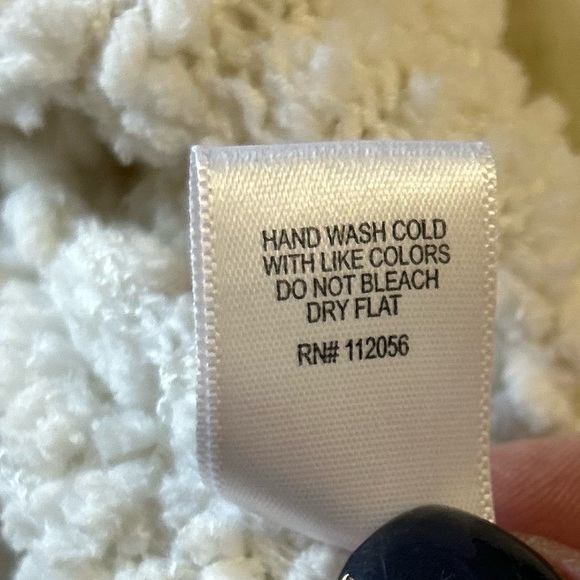 HAND WASH COLD
WITH LIKE COLORS
DO NOT BLEACH
DRY FLAT
RN# 112056